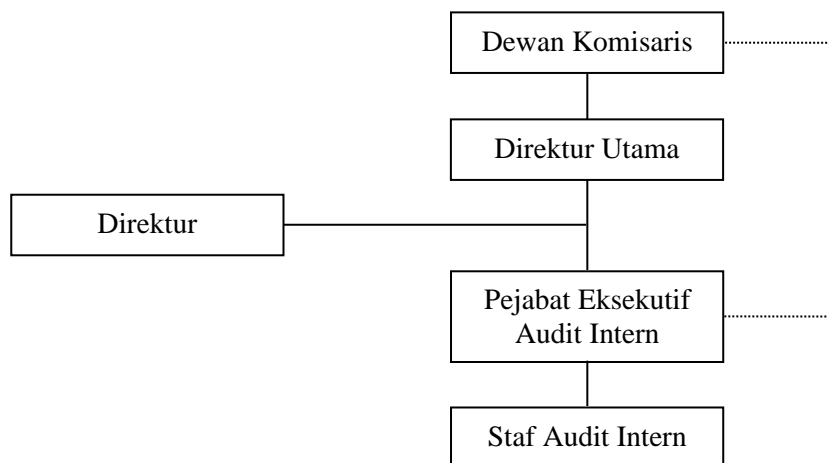 Dewan Komisaris
Direktur Utama
Direktur
Pejabat Eksekutif
Audit Intern
Staf Audit Intern